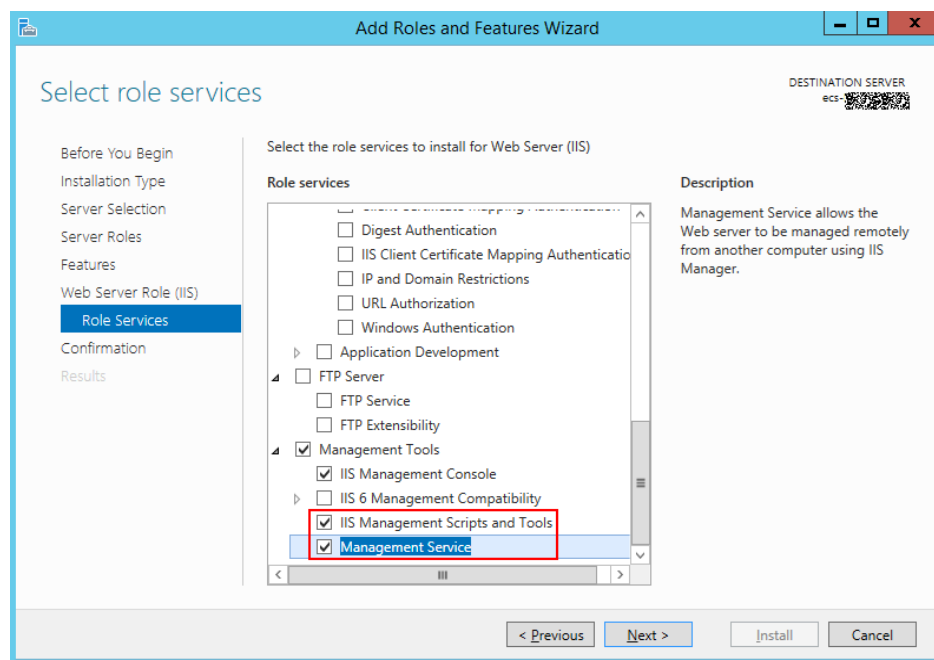 Add Roles and Features Wizard
Select role services
DESTINATION SERVER
ecs-
Before You Begin
Installation Type
Server Selection
Server Roles
Features
Web Server Role (IIS)
Role Services
Confirmation
Results
Select the role services to install for Web Server (IIS)
Role services
Digest Authentication
IIS Client Certificate Mapping Authenticatio
IP and Domain Restrictions
URL Authorization
Windows Authentication
Application Development
FTP Server
FTP Service
FTP Extensibility
Management Tools
IIS Management Console
IIS 6 Management Compatibility
IIS Management Scripts and Tools
Management Service
Description
Management Service allows the
Web server to be managed remotely
from another computer using IIS
Manager.
< Previous
Next >
Install
Cancel